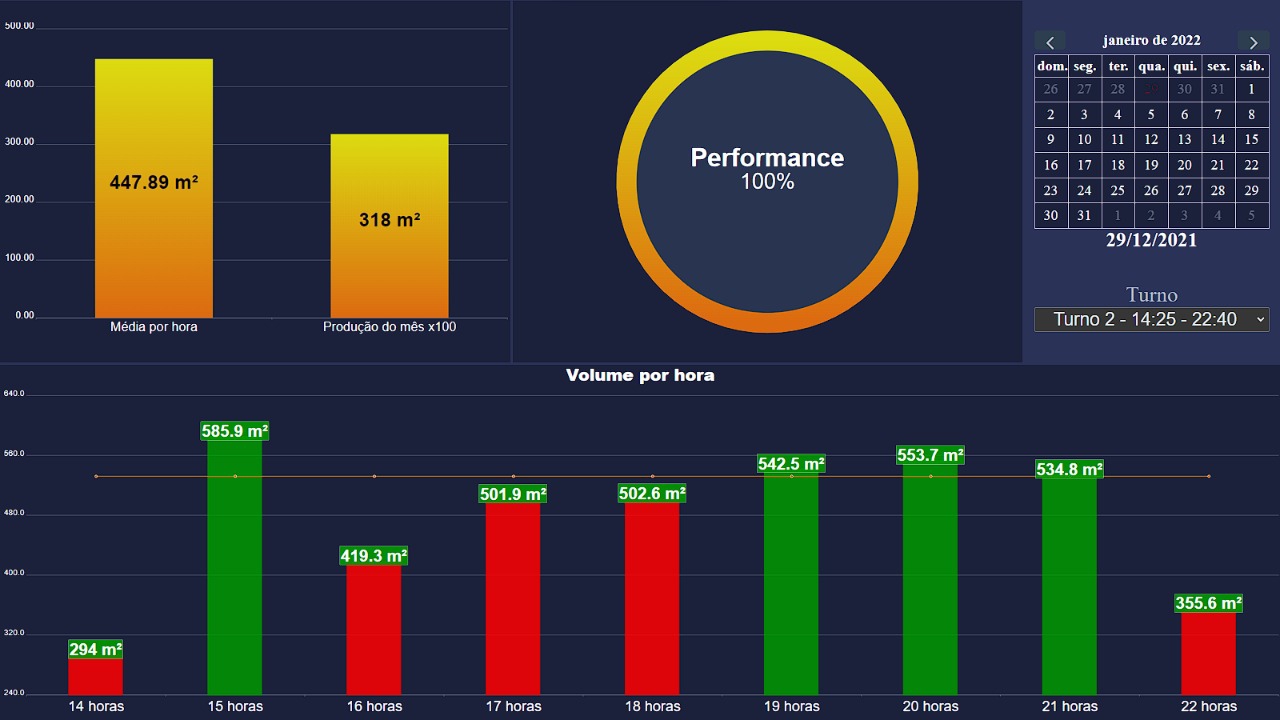 500.00
400.00
300.00
200.00
100.00
0.00
447.89 m²
318 m²
Média por hora
Produção do mês x100
Performance
100%
janeiro de 2022
dom. seg. ter. qua. qui. sex. sáb.
26 27 28 29 30 31 1
2 3 4 5 6 7 8
9 10 11 12 13 14 15
16 17 18 19 20 21 22
23 24 25 26 27 28 29
30 31 1 2 3 4 5
29/12/2021
Turno
Turno 2 - 14:25 - 22:40
Volume por hora
640.0
560.0
480.0
400.0
320.0
240.0
294 m²
585.9 m²
419.3 m²
501.9 m²
502.6 m²
542.5 m²
553.7 m²
534.8 m²
355.6 m²
14 horas
15 horas
16 horas
17 horas
18 horas
19 horas
20 horas
21 horas
22 horas